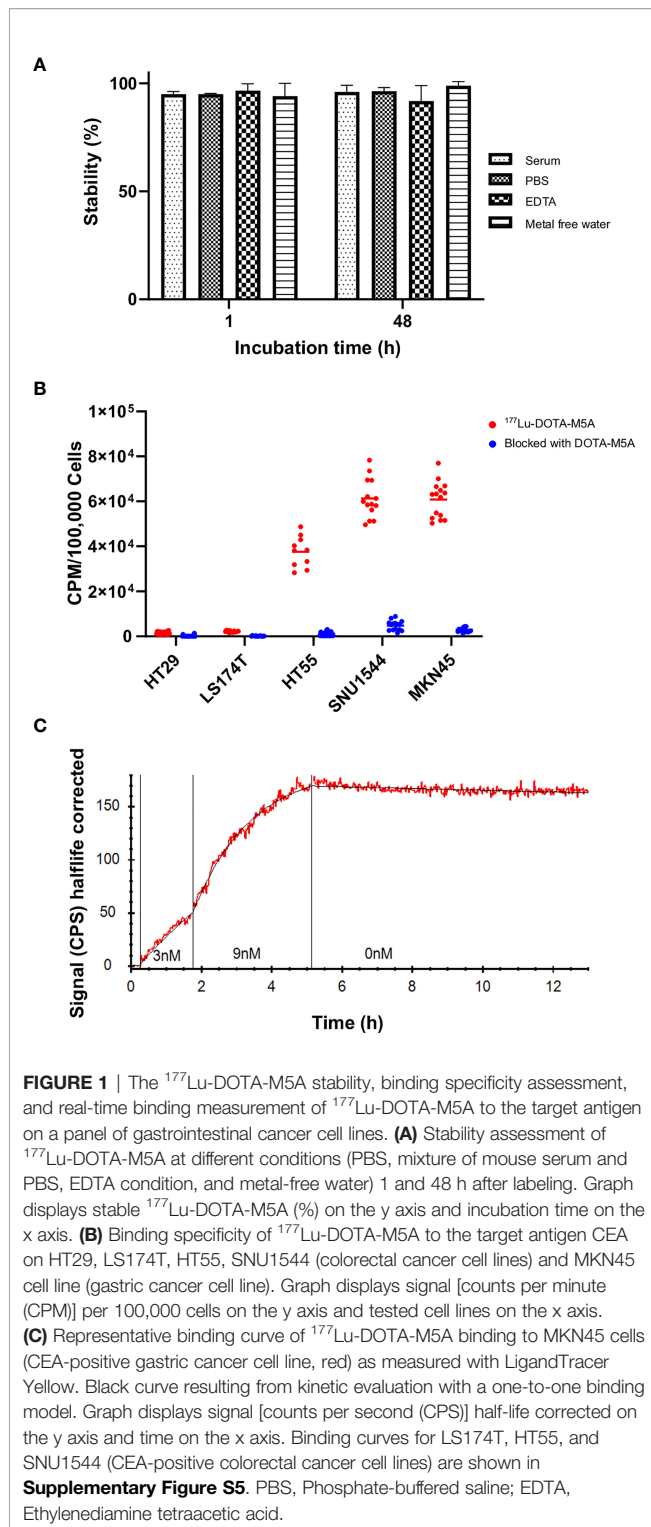 A
100
50
0
Stability (%)
1
48
Incubation time (h)
Serum
PBS
EDTA
Metal free water
B
1×10⁵
8×10⁴
6×10⁴
4×10⁴
2×10⁴
0
CPM/100,000 Cells
HT29
LS174T
HT55
SNU1544
MKN45
¹⁷⁷Lu-DOTA-M5A
Blocked with DOTA-M5A
C
Signal (CPS) halflife corrected
150
100
50
0
3nM
9nM
0nM
0
2
4
6
8
10
12
Time (h)
FIGURE 1 | The ¹⁷⁷Lu-DOTA-M5A stability, binding specificity assessment,
and real-time binding measurement of ¹⁷⁷Lu-DOTA-M5A to the target antigen
on a panel of gastrointestinal cancer cell lines. (A) Stability assessment of
¹⁷⁷Lu-DOTA-M5A at different conditions (PBS, mixture of mouse serum and
PBS, EDTA condition, and metal-free water) 1 and 48 h after labeling. Graph
displays stable ¹⁷⁷Lu-DOTA-M5A (%) on the y axis and incubation time on the
x axis. (B) Binding specificity of ¹⁷⁷Lu-DOTA-M5A to the target antigen CEA
on HT29, LS174T, HT55, SNU1544 (colorectal cancer cell lines) and MKN45
cell line (gastric cancer cell line). Graph displays signal [counts per minute
(CPM)] per 100,000 cells on the y axis and tested cell lines on the x axis.
(C) Representative binding curve of ¹⁷⁷Lu-DOTA-M5A binding to MKN45 cells
(CEA-positive gastric cancer cell line, red) as measured with LigandTracer
Yellow. Black curve resulting from kinetic evaluation with a one-to-one binding
model. Graph displays signal [counts per second (CPS)] half-life corrected on
the y axis and time on the x axis. Binding curves for LS174T, HT55, and
SNU1544 (CEA-positive colorectal cancer cell lines) are shown in
Supplementary Figure S5. PBS, Phosphate-buffered saline; EDTA,
Ethylenediamine tetraacetic acid.